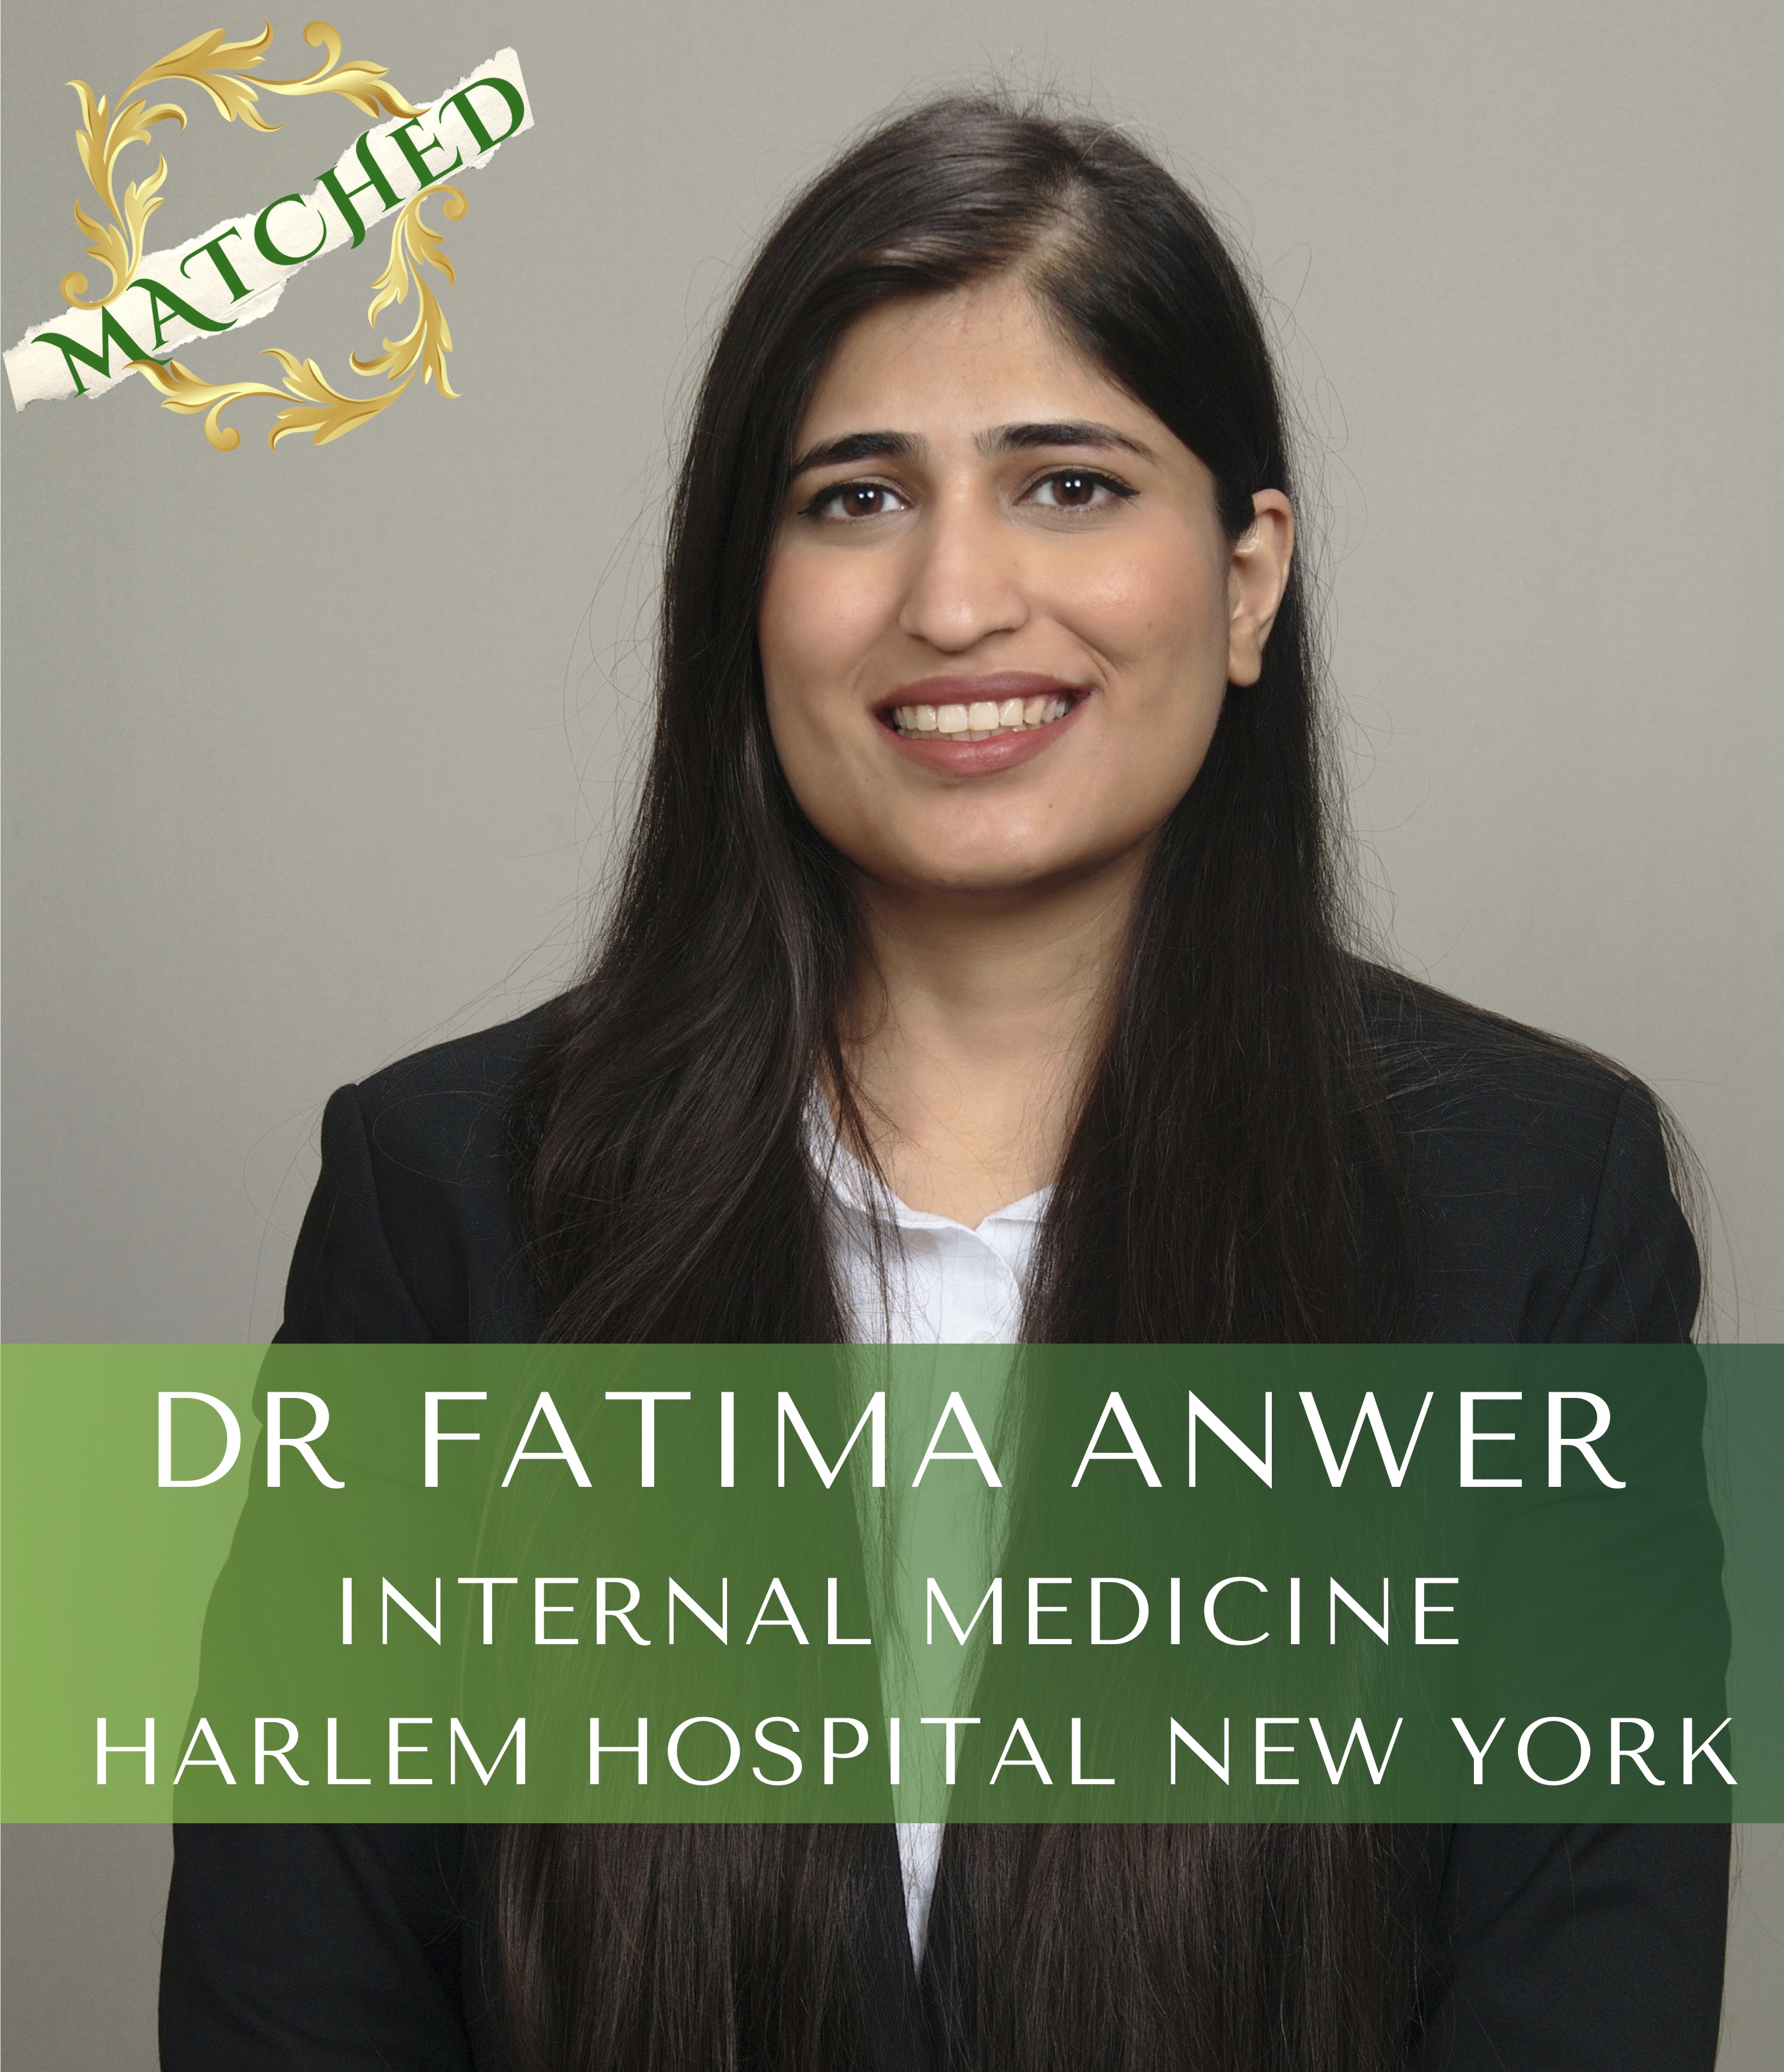 MATCHED
DR FATIMA ANWER
INTERNAL MEDICINE
HARLEM HOSPITAL NEW YORK